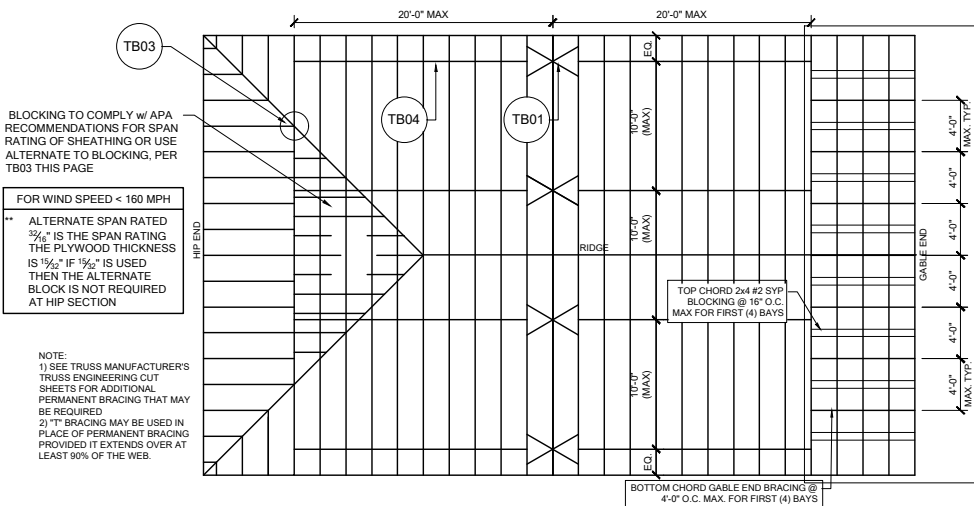 20'-0" MAX
20'-0" MAX
TB03
TB04
TB01
EQ.
10'-0"
(MAX)
10'-0"
(MAX)
10'-0"
(MAX)
EQ.
BLOCKING TO COMPLY w/ APA
RECOMMENDATIONS FOR SPAN
RATING OF SHEATHING OR USE
ALTERNATE TO BLOCKING, PER
TB03 THIS PAGE
FOR WIND SPEED < 160 MPH
** ALTERNATE SPAN RATED
32/16" IS THE SPAN RATING
THE PLYWOOD THICKNESS
IS 15/32" IF 15/32" IS USED
THEN THE ALTERNATE
BLOCK IS NOT REQUIRED
AT HIP SECTION
HIP END
RIDGE
GABLE END
4'-0"
MAX. TYP.
4'-0"
4'-0"
4'-0"
4'-0"
4'-0"
MAX. TYP.
TOP CHORD 2x4 #2 SYP
BLOCKING @ 16" O.C.
MAX FOR FIRST (4) BAYS
NOTE:
1) SEE TRUSS MANUFACTURER'S
TRUSS ENGINEERING CUT
SHEETS FOR ADDITIONAL
PERMANENT BRACING THAT MAY
BE REQUIRED
2) "T" BRACING MAY BE USED IN
PLACE OF PERMANENT BRACING
PROVIDED IT EXTENDS OVER AT
LEAST 90% OF THE WEB.
BOTTOM CHORD GABLE END BRACING @
4'-0" O.C. MAX. FOR FIRST (4) BAYS